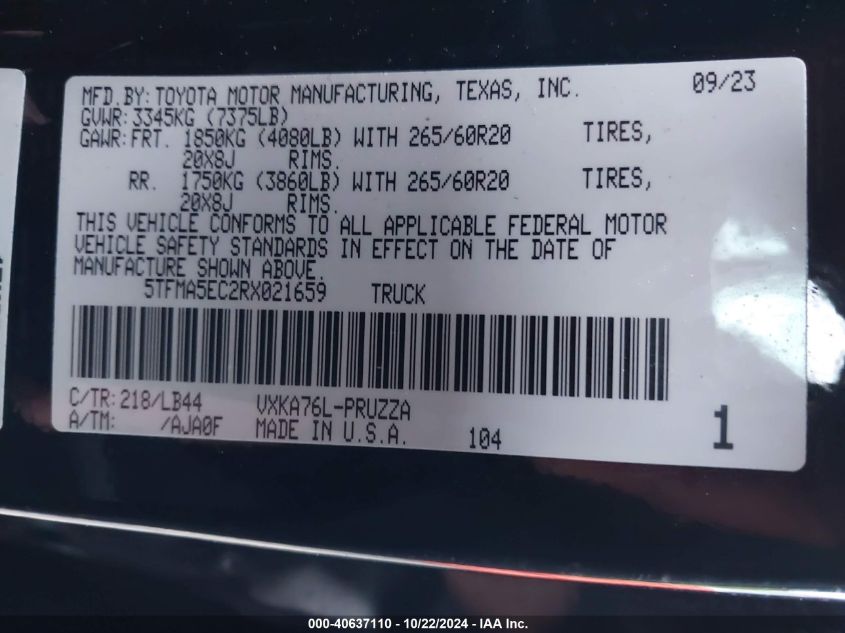 MFD.BY:TOYOTA MOTOR MANUFACTURING, TEXAS, INC. 09/23
GVWR:3345KG (7375LB)
GAWR:FRT. 1850KG (4080LB) WITH 265/60R20 TIRES,
20X8J RIMS.
RR. 1750KG (3860LB) WITH 265/60R20 TIRES,
20X8J RIMS.
THIS VEHICLE CONFORMS TO ALL APPLICABLE FEDERAL MOTOR
VEHICLE SAFETY STANDARDS IN EFFECT ON THE DATE OF
MANUFACTURE SHOWN ABOVE.
5TFMA5EC2RX021659 TRUCK
C/TR:218/LB44 VXKA76L-PRUZZA
A/TM: /AJA0F MADE IN U.S.A. 104 1
000-40637110 - 10/22/2024 - IAA Inc.